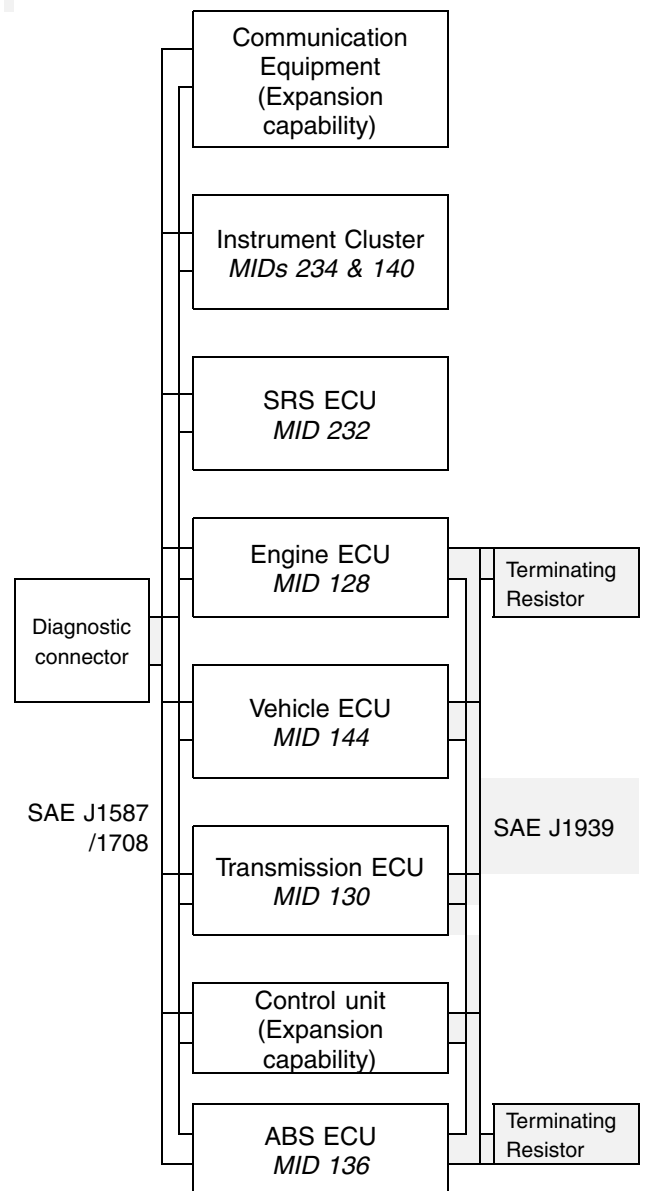 Communication
Equipment
(Expansion
capability)
Instrument Cluster
MIDs 234 & 140
SRS ECU
MID 232
Engine ECU
MID 128
Terminating
Resistor
Diagnostic
connector
Vehicle ECU
MID 144
SAE J1587
/1708
SAE J1939
Transmission ECU
MID 130
Control unit
(Expansion
capability)
ABS ECU
MID 136
Terminating
Resistor